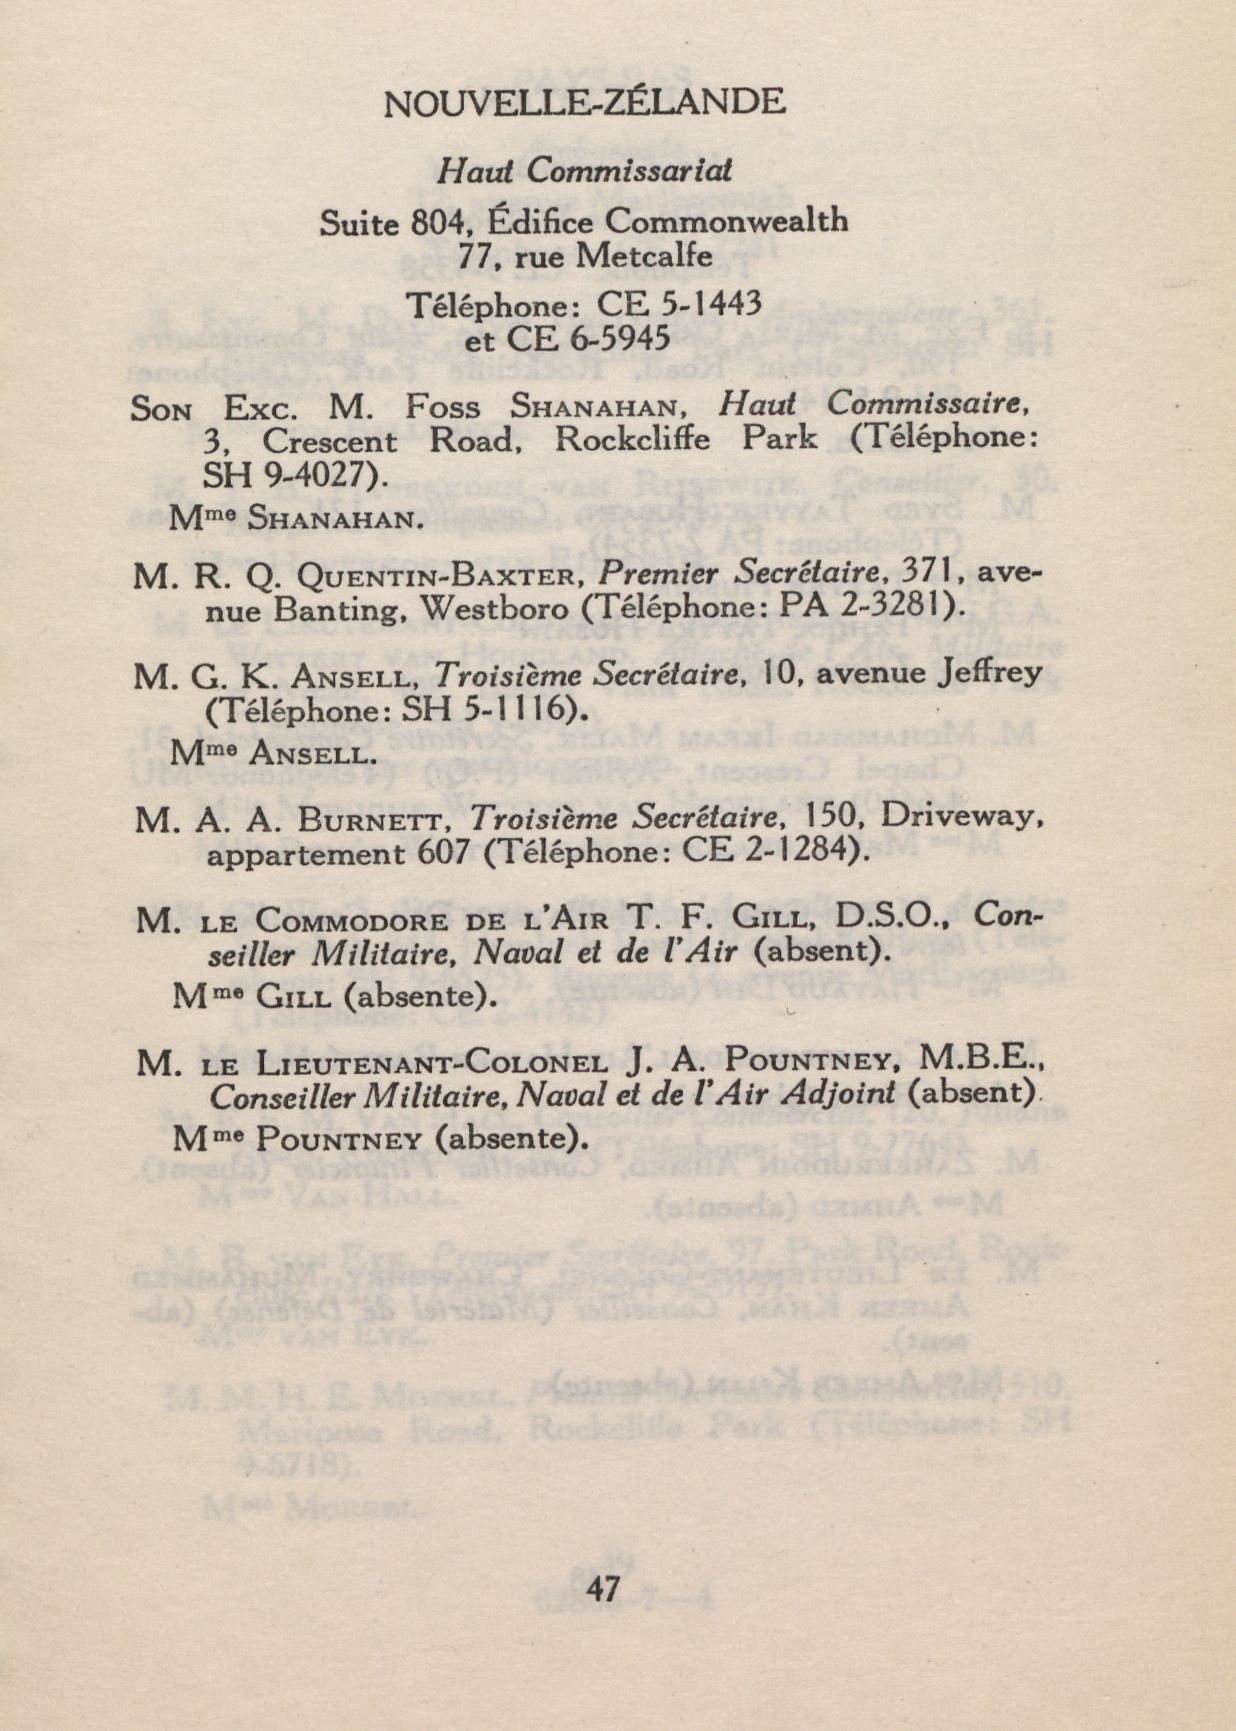 NOUVELLE-ZÉLANDE
Haut Commissariat
Suite 804, Édifice Commonwealth
77, rue Metcalfe
Téléphone: CE 5-1443
et CE 6-5945
SON EXC. M. FOSS SHANAHAN, Haut Commissaire,
3, Crescent Road, Rockcliffe Park (Téléphone:
SH 9-4027).
Mme SHANAHAN.
M. R. Q. QUENTIN-BAXTER, Premier Secrétaire, 371, ave-
nue Banting, Westboro (Téléphone: PA 2-3281).
M. G. K. ANSELL, Troisième Secrétaire, 10, avenue Jeffrey
(Téléphone: SH 5-1116).
Mme ANSELL.
M. A. A. BURNETT, Troisième Secrétaire, 150, Driveway,
appartement 607 (Téléphone: CE 2-1284).
M. LE COMMODORE DE L'AIR T. F. GILL, D.S.O., Con-
seiller Militaire, Naval et de l'Air (absent).
Mme GILL (absente).
M. LE LIEUTENANT-COLONEL J. A. POUNTNEY, M.B.E.,
Conseiller Militaire, Naval et de l'Air Adjoint (absent).
Mme POUNTNEY (absente).
47